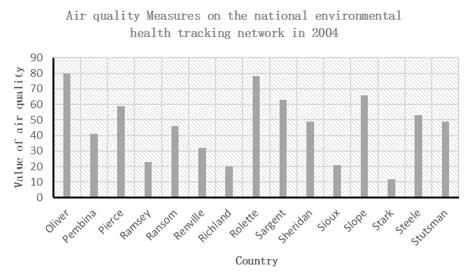 Air quality Measures on the national environmental
health tracking network in 2004
Value of air quality
90
80
70
60
50
40
30
20
10
0
Oliver
Pembina
Pierce
Ramsey
Ransom
Renville
Richland
Rolette
Sargent
Sheridan
Sioux
Slope
Stark
Steele
Stutsman
Country